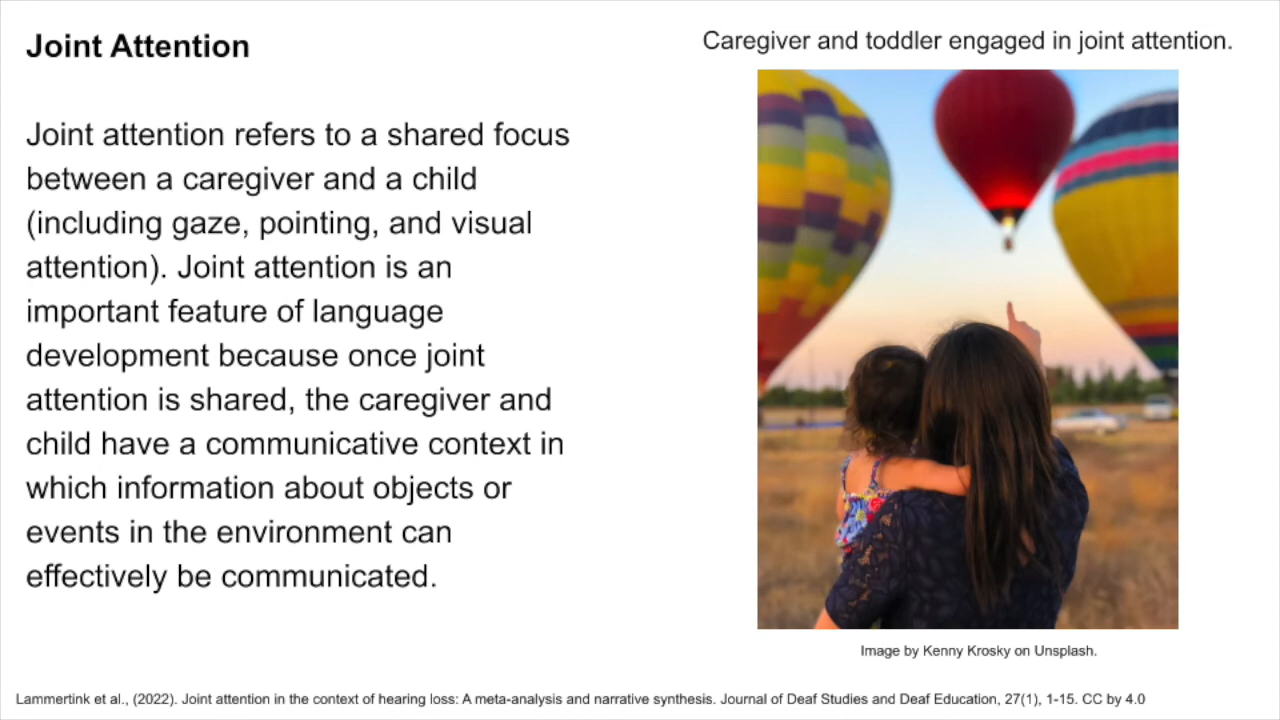 Joint Attention
Joint attention refers to a shared focus
between a caregiver and a child
(including gaze, pointing, and visual
attention). Joint attention is an
important feature of language
development because once joint
attention is shared, the caregiver and
child have a communicative context in
which information about objects or
events in the environment can
effectively be communicated.
Caregiver and toddler engaged in joint attention.
Image by Kenny Krosky on Unsplash.
Lammertink et al., (2022). Joint attention in the context of hearing loss: A meta-analysis and narrative synthesis. Journal of Deaf Studies and Deaf Education, 27(1), 1-15. CC by 4.0